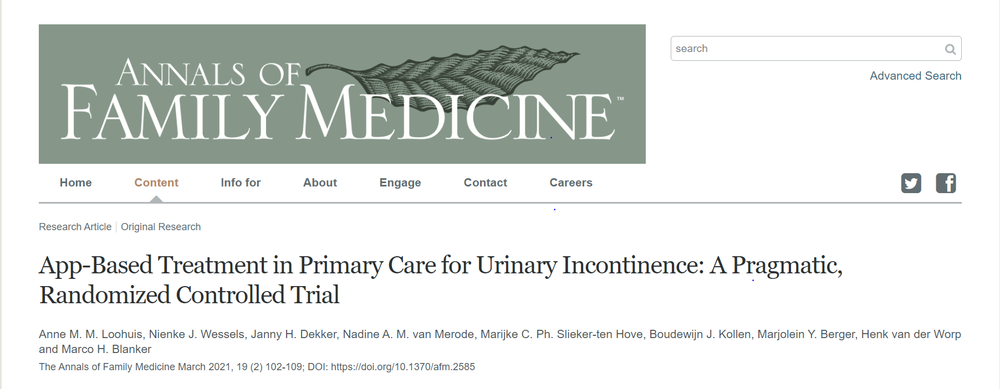 ANNALS OF
FAMILY MEDICINE™
search
Advanced Search
Home Content Info for About Engage Contact Careers
Research Article | Original Research
App-Based Treatment in Primary Care for Urinary Incontinence: A Pragmatic,
Randomized Controlled Trial
Anne M. M. Loohuis, Nienke J. Wessels, Janny H. Dekker, Nadine A. M. van Merode, Marijke C. Ph. Slieker-ten Hove, Boudewijn J. Kollen, Marjolein Y. Berger, Henk van der Worp
and Marco H. Blanker
The Annals of Family Medicine March 2021, 19 (2) 102-109; DOI: https://doi.org/10.1370/afm.2585